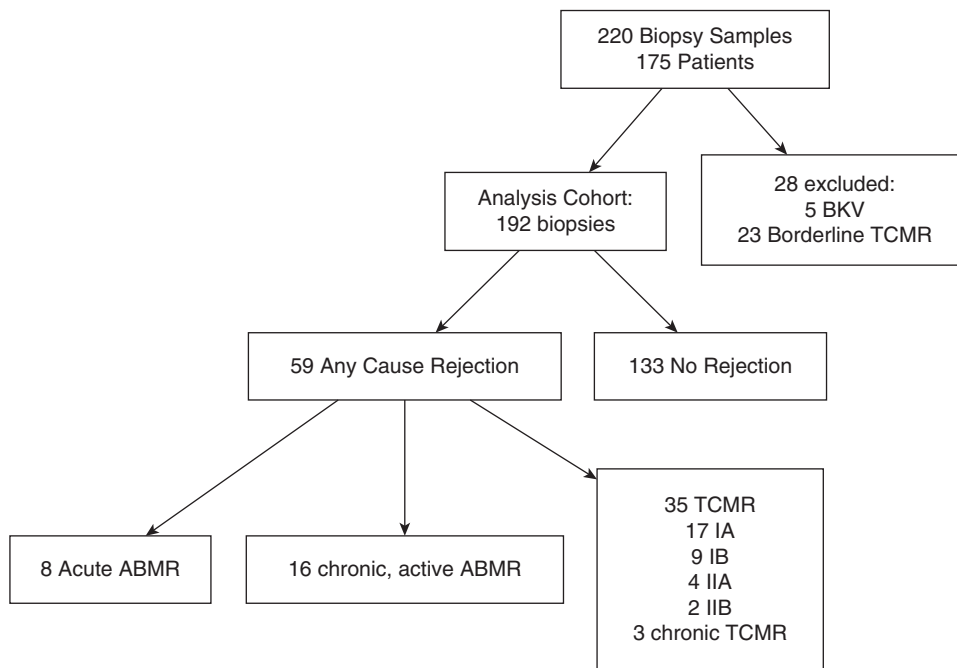 220 Biopsy Samples
175 Patients
28 excluded:
5 BKV
23 Borderline TCMR
Analysis Cohort:
192 biopsies
59 Any Cause Rejection
133 No Rejection
8 Acute ABMR
16 chronic, active ABMR
35 TCMR
17 IA
9 IB
4 IIA
2 IIB
3 chronic TCMR